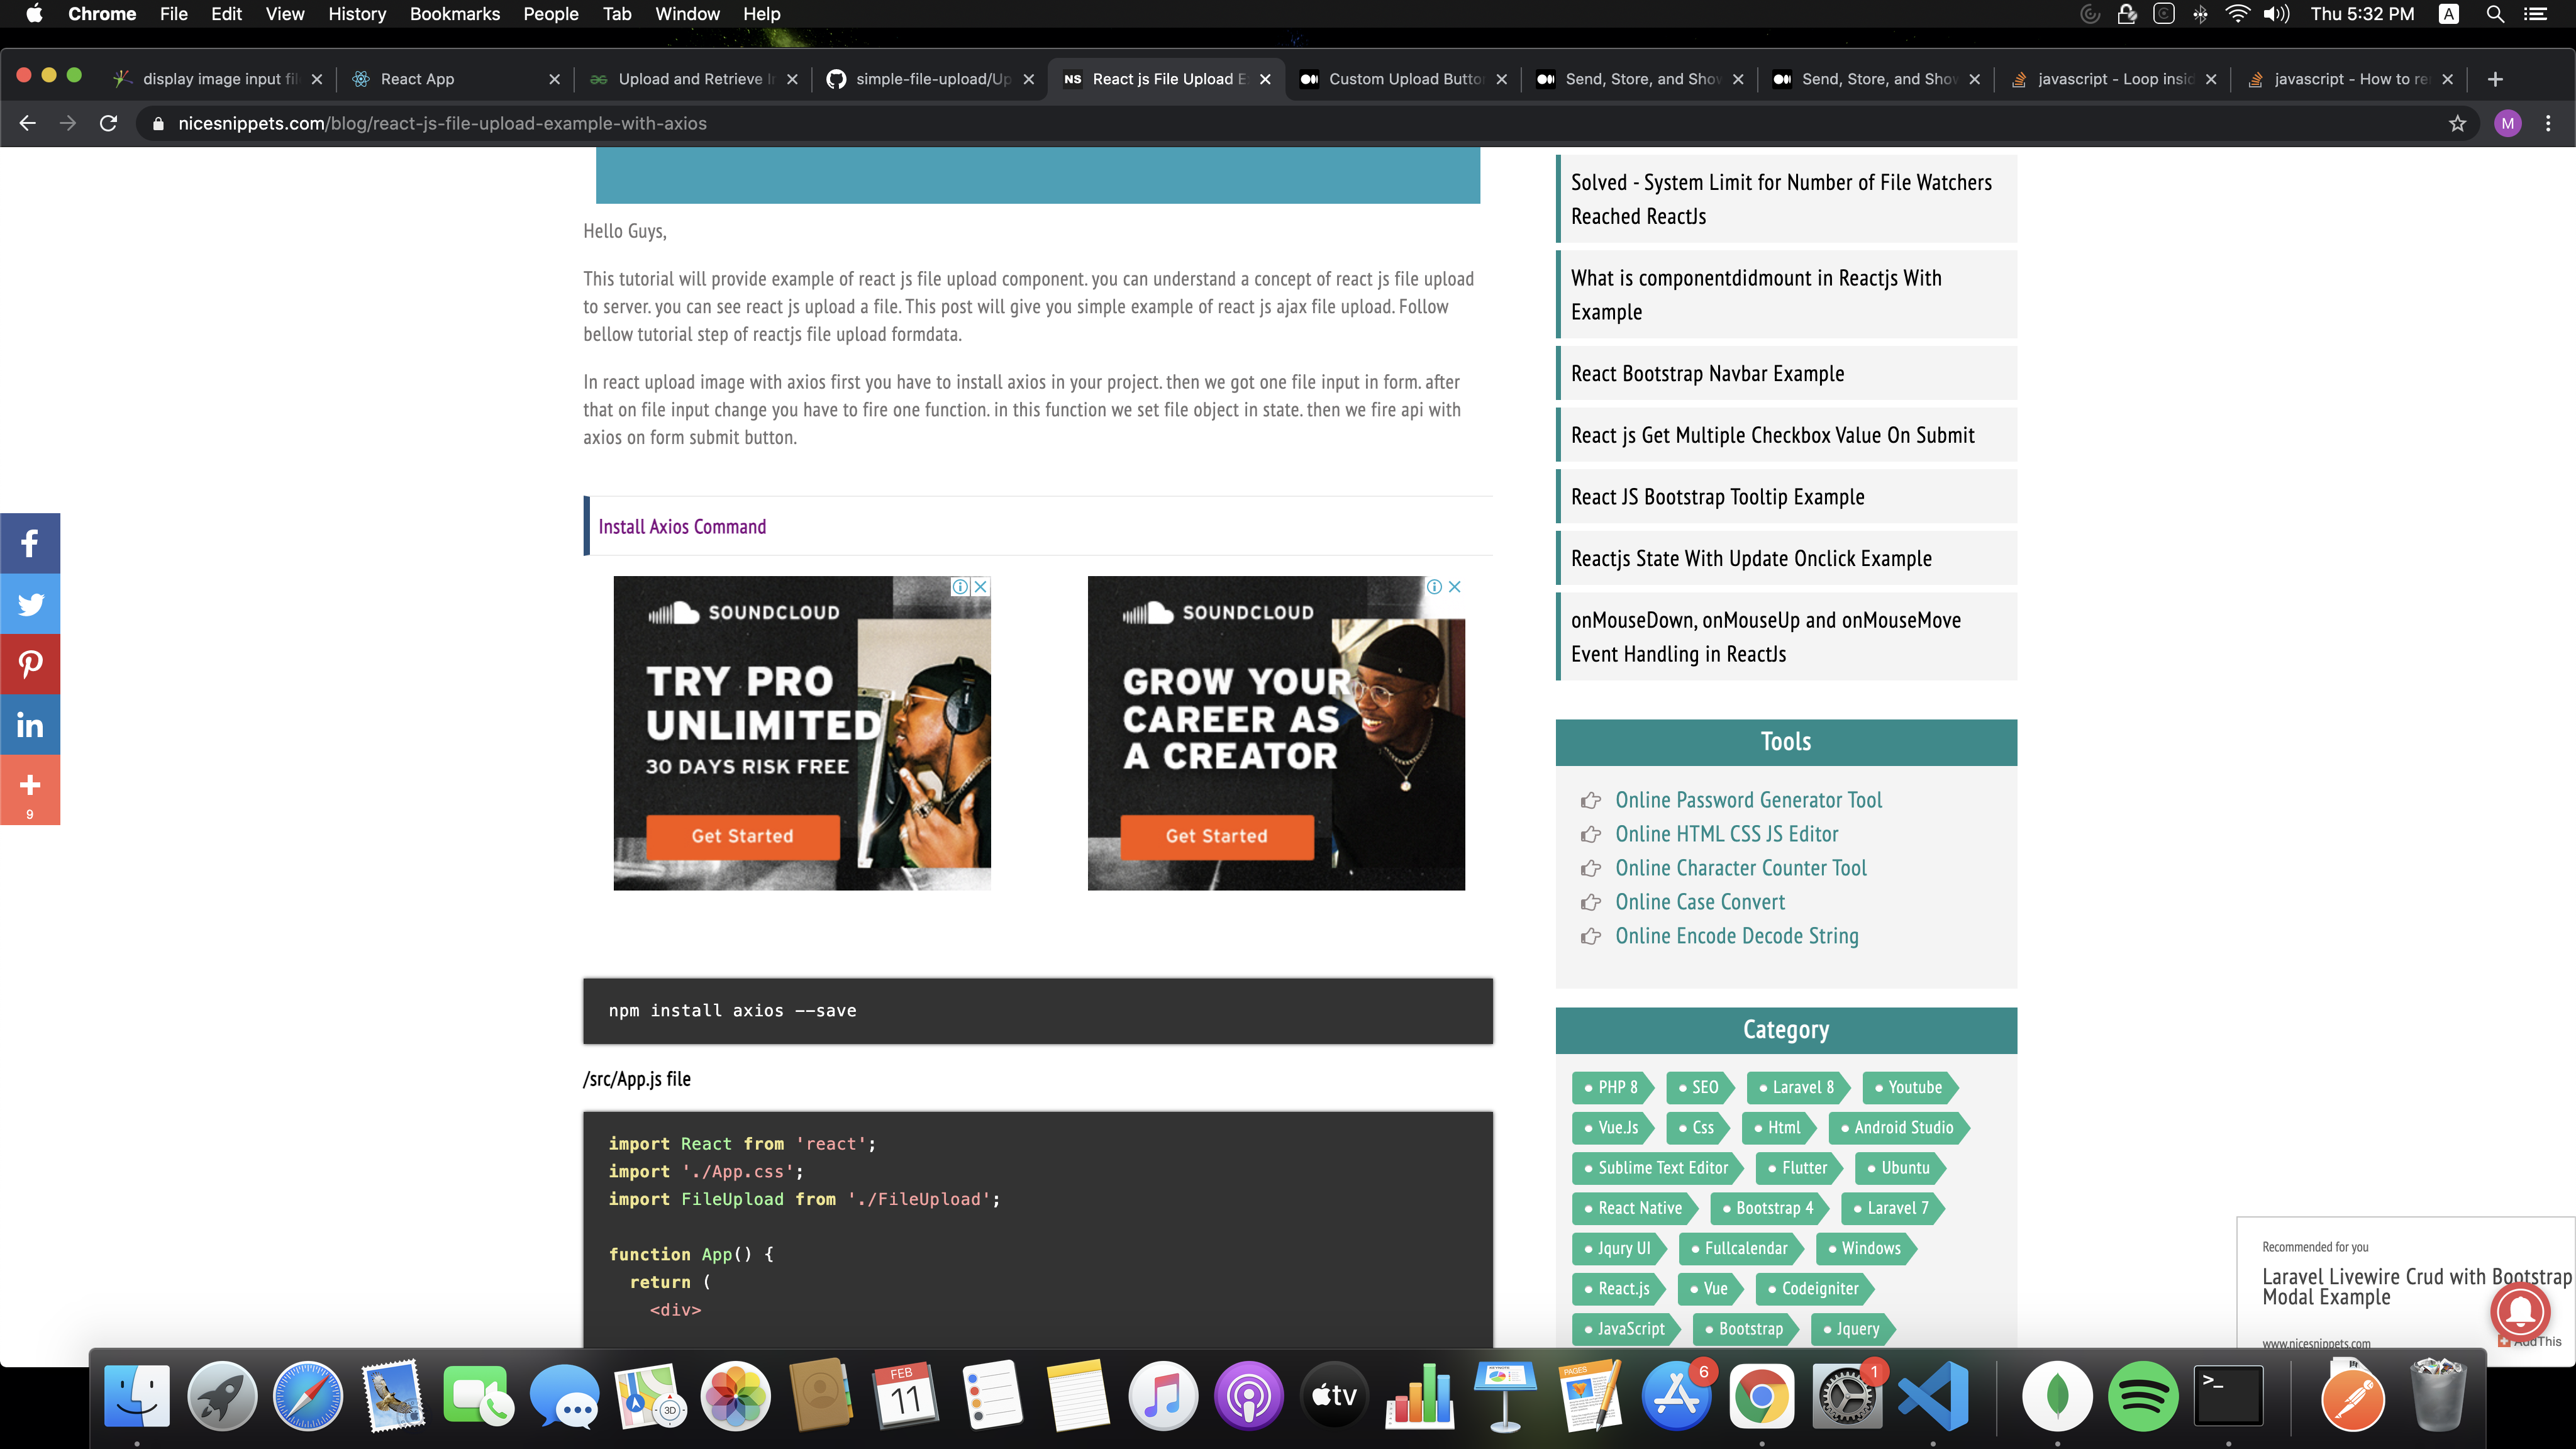 Chrome File Edit View History Bookmarks People Tab Window Help
Thu 5:32 PM A
display image input fil
React App
Upload and Retrieve I
simple-file-upload/Up
NS React js File Upload E
Custom Upload Butto
Send, Store, and Sho
Send, Store, and Sho
javascript - Loop insid
javascript - How to re
nicesnippets.com/blog/react-js-file-upload-example-with-axios
M
Hello Guys,
This tutorial will provide example of react js file upload component. you can understand a concept of react js file upload
to server. you can see react js upload a file. This post will give you simple example of react js ajax file upload. Follow
bellow tutorial step of reactjs file upload formdata.
In react upload image with axios first you have to install axios in your project. then we got one file input in form. after
that on file input change you have to fire one function. in this function we set file object in state. then we fire api with
axios on form submit button.
Install Axios Command
SOUNDCLOUD
TRY PRO
UNLIMITED
30 DAYS RISK FREE
Get Started
SOUNDCLOUD
GROW YOUR
CAREER AS
A CREATOR
Get Started
npm install axios --save
/src/App.js file
import React from 'react';
import './App.css';
import FileUpload from './FileUpload';
function App() {
return (
<div>
9
Solved - System Limit for Number of File Watchers
Reached ReactJs
What is componentdidmount in Reactjs With
Example
React Bootstrap Navbar Example
React js Get Multiple Checkbox Value On Submit
React JS Bootstrap Tooltip Example
Reactjs State With Update Onclick Example
onMouseDown, onMouseUp and onMouseMove
Event Handling in ReactJs
Tools
Online Password Generator Tool
Online HTML CSS JS Editor
Online Character Counter Tool
Online Case Convert
Online Encode Decode String
Category
PHP 8 SEO Laravel 8 Youtube
Vue.Js Css Html Android Studio
Sublime Text Editor Flutter Ubuntu
React Native Bootstrap 4 Laravel 7
Jqury UI Fullcalendar Windows
React.js Vue Codeigniter
JavaScript Bootstrap Jquery
Recommended for you
Laravel Livewire Crud with Bootstrap
Modal Example
www.nicesnippets.com
AddThis
3D
FEB
11
tv
PAGES
6
1
>_